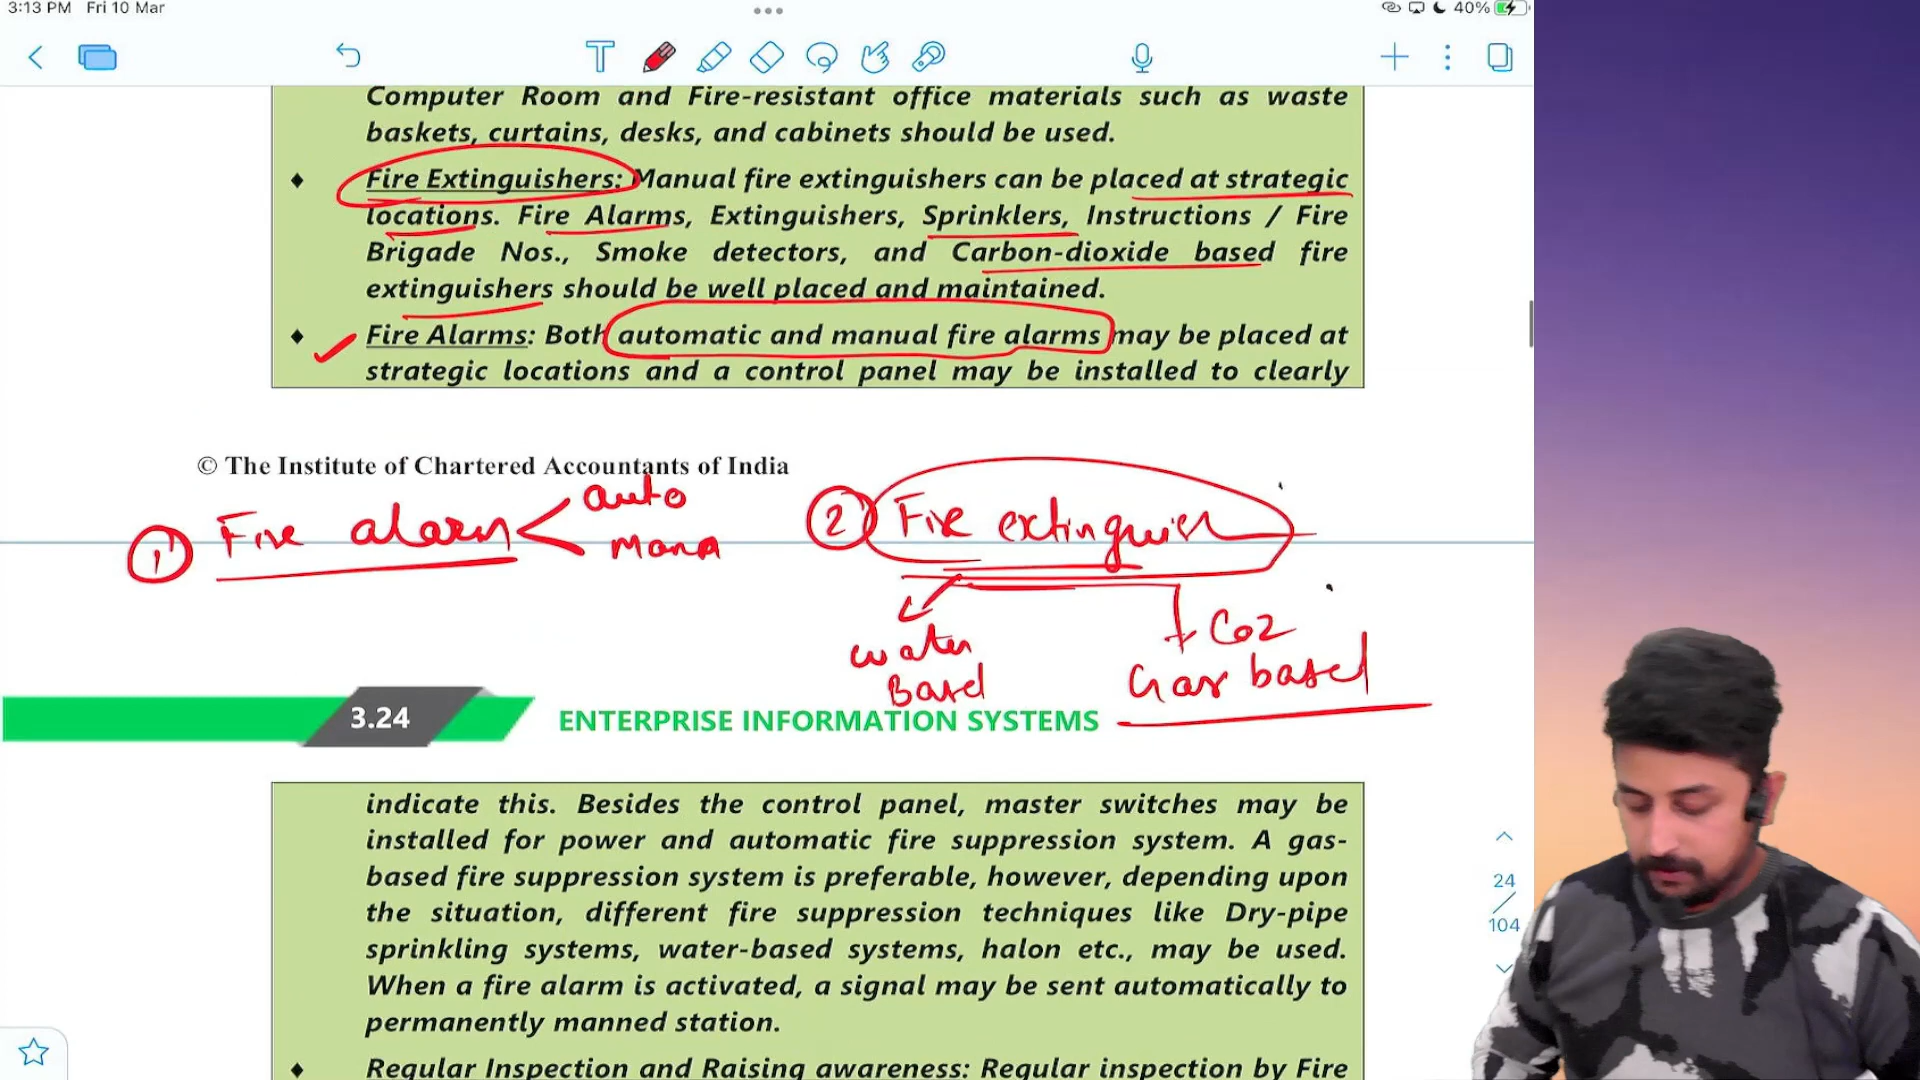 3:13 PM Fri 10 Mar
40%
Computer Room and Fire-resistant office materials such as waste
baskets, curtains, desks, and cabinets should be used.
♦ Fire Extinguishers: Manual fire extinguishers can be placed at strategic
locations. Fire Alarms, Extinguishers, Sprinklers, Instructions / Fire
Brigade Nos., Smoke detectors, and Carbon-dioxide based fire
extinguishers should be well placed and maintained.
♦ Fire Alarms: Both automatic and manual fire alarms may be placed at
strategic locations and a control panel may be installed to clearly
© The Institute of Chartered Accountants of India
1 Fire alarm auto
mana
2 Fire extinguisher
water
Based
Co2
Gas based
3.24 ENTERPRISE INFORMATION SYSTEMS
indicate this. Besides the control panel, master switches may be
installed for power and automatic fire suppression system. A gas-
based fire suppression system is preferable, however, depending upon
the situation, different fire suppression techniques like Dry-pipe
sprinkling systems, water-based systems, halon etc., may be used.
When a fire alarm is activated, a signal may be sent automatically to
permanently manned station.
♦ Regular Inspection and Raising awareness: Regular inspection by Fire
24
/
104